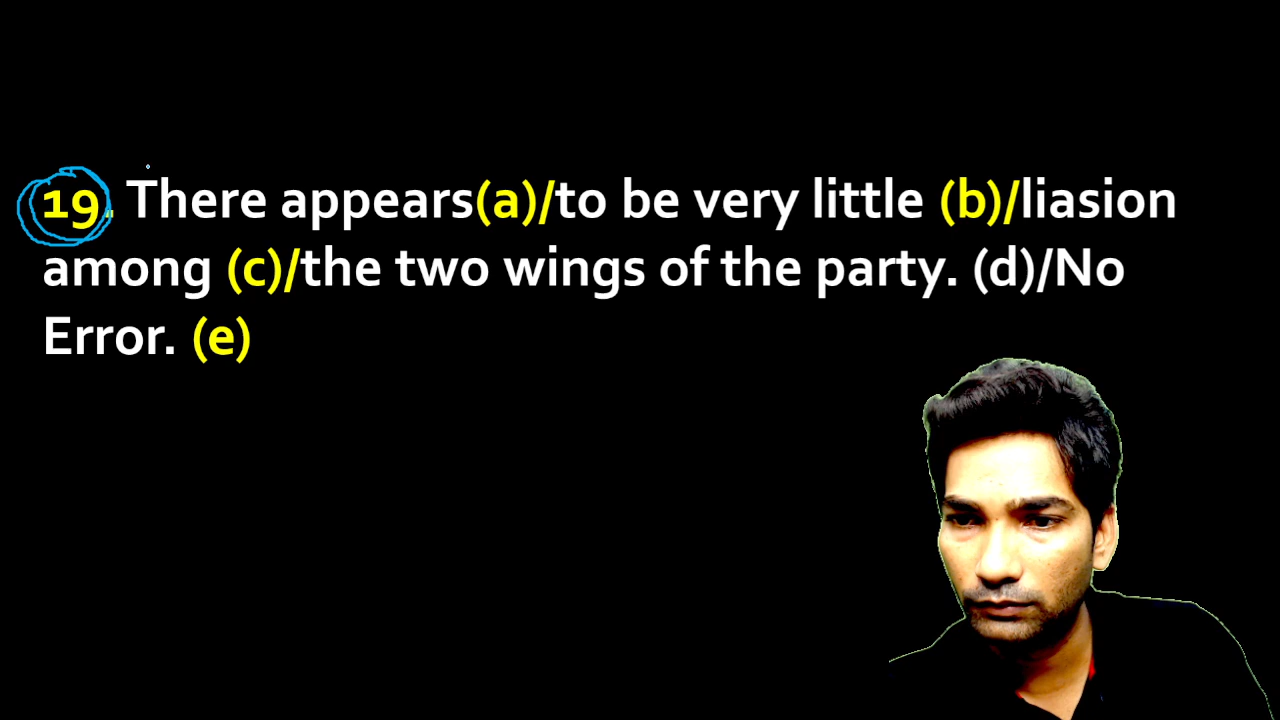 19. There appears(a)/to be very little (b)/liasion
among (c)/the two wings of the party. (d)/No
Error. (e)